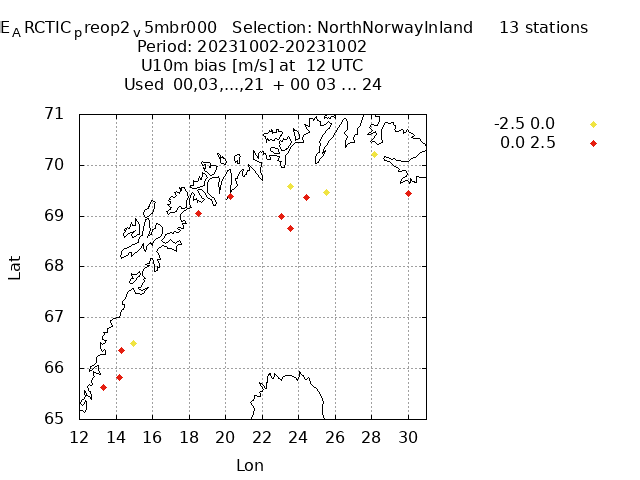 E_ARCTIC_preop2_v5mbr000 Selection: NorthNorwayInland 13 stations
Period: 20231002-20231002
U10m bias [m/s] at 12 UTC
Used 00,03,...,21 + 00 03 ... 24
-2.5 0.0
0.0 2.5
71
70
69
68
67
66
65
Lat
12 14 16 18 20 22 24 26 28 30
Lon